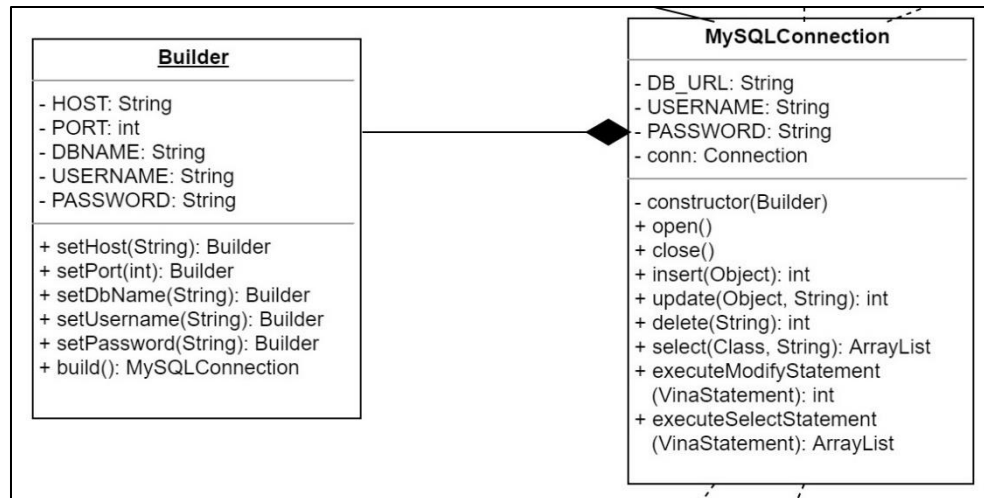 Builder
- HOST: String
- PORT: int
- DBNAME: String
- USERNAME: String
- PASSWORD: String
+ setHost(String): Builder
+ setPort(int): Builder
+ setDbName(String): Builder
+ setUsername(String): Builder
+ setPassword(String): Builder
+ build(): MySQLConnection
MySQLConnection
- DB_URL: String
- USERNAME: String
- PASSWORD: String
- conn: Connection
- constructor(Builder)
+ open()
+ close()
+ insert(Object): int
+ update(Object, String): int
+ delete(String): int
+ select(Class, String): ArrayList
+ executeModifyStatement
(VinaStatement): int
+ executeSelectStatement
(VinaStatement): ArrayList